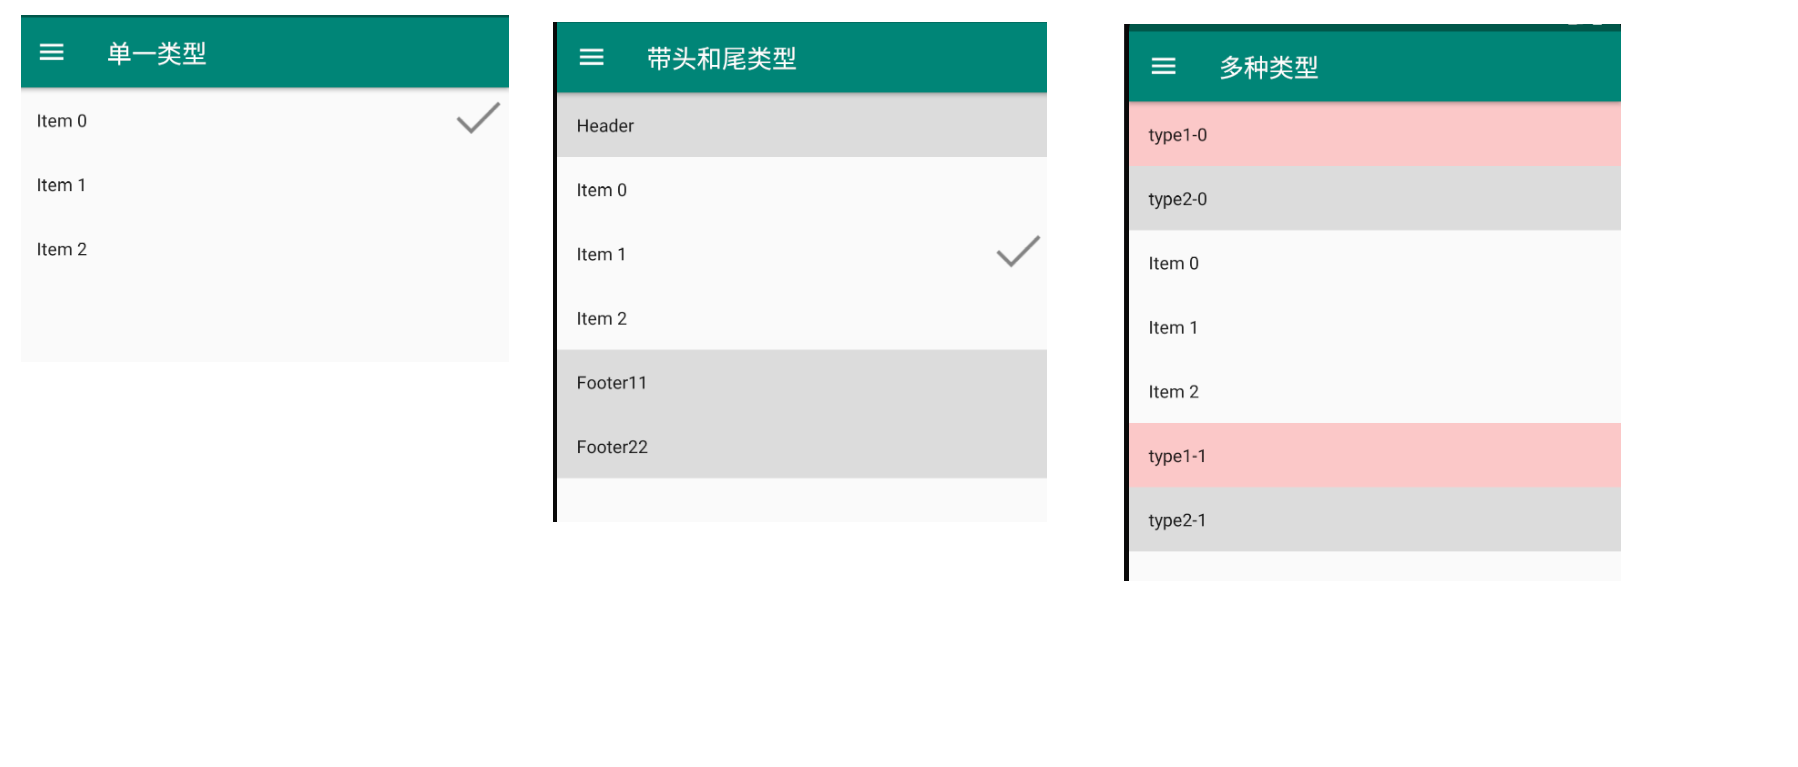 单一类型
Item 0
Item 1
Item 2
带头和尾类型
Header
Item 0
Item 1
Item 2
Footer11
Footer22
多种类型
type1-0
type2-0
Item 0
Item 1
Item 2
type1-1
type2-1